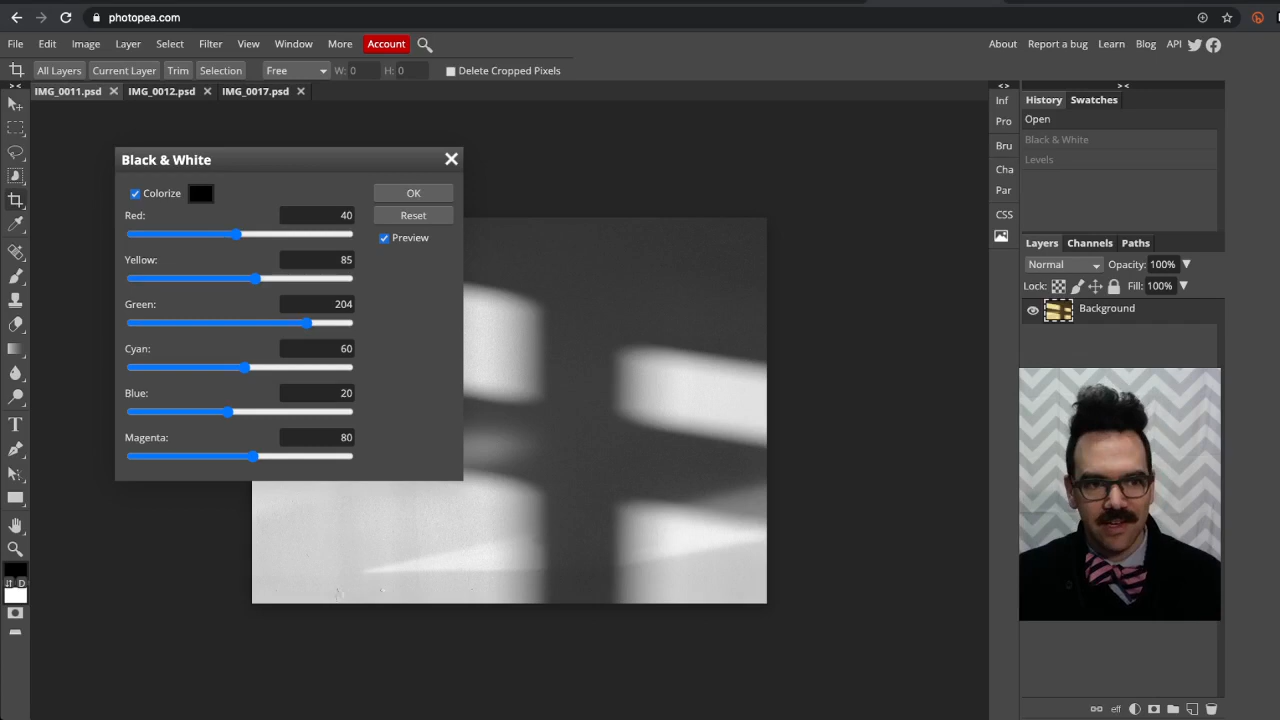 photopea.com
File Edit Image Layer Select Filter View Window More Account About Report a bug Learn Blog API
All Layers Current Layer Trim Selection Free W: 0 H: 0 Delete Cropped Pixels
IMG_0011.psd IMG_0012.psd IMG_0017.psd
Black & White
Colorize OK
Red: 40 Reset
Preview
Yellow: 85
Green: 204
Cyan: 60
Blue: 20
Magenta: 80
Inf
Pro
Bru
Cha
Par
CSS
History Swatches
Open
Black & White
Levels
Layers Channels Paths
Normal Opacity: 100%
Lock: Fill: 100%
Background
T
D
eff